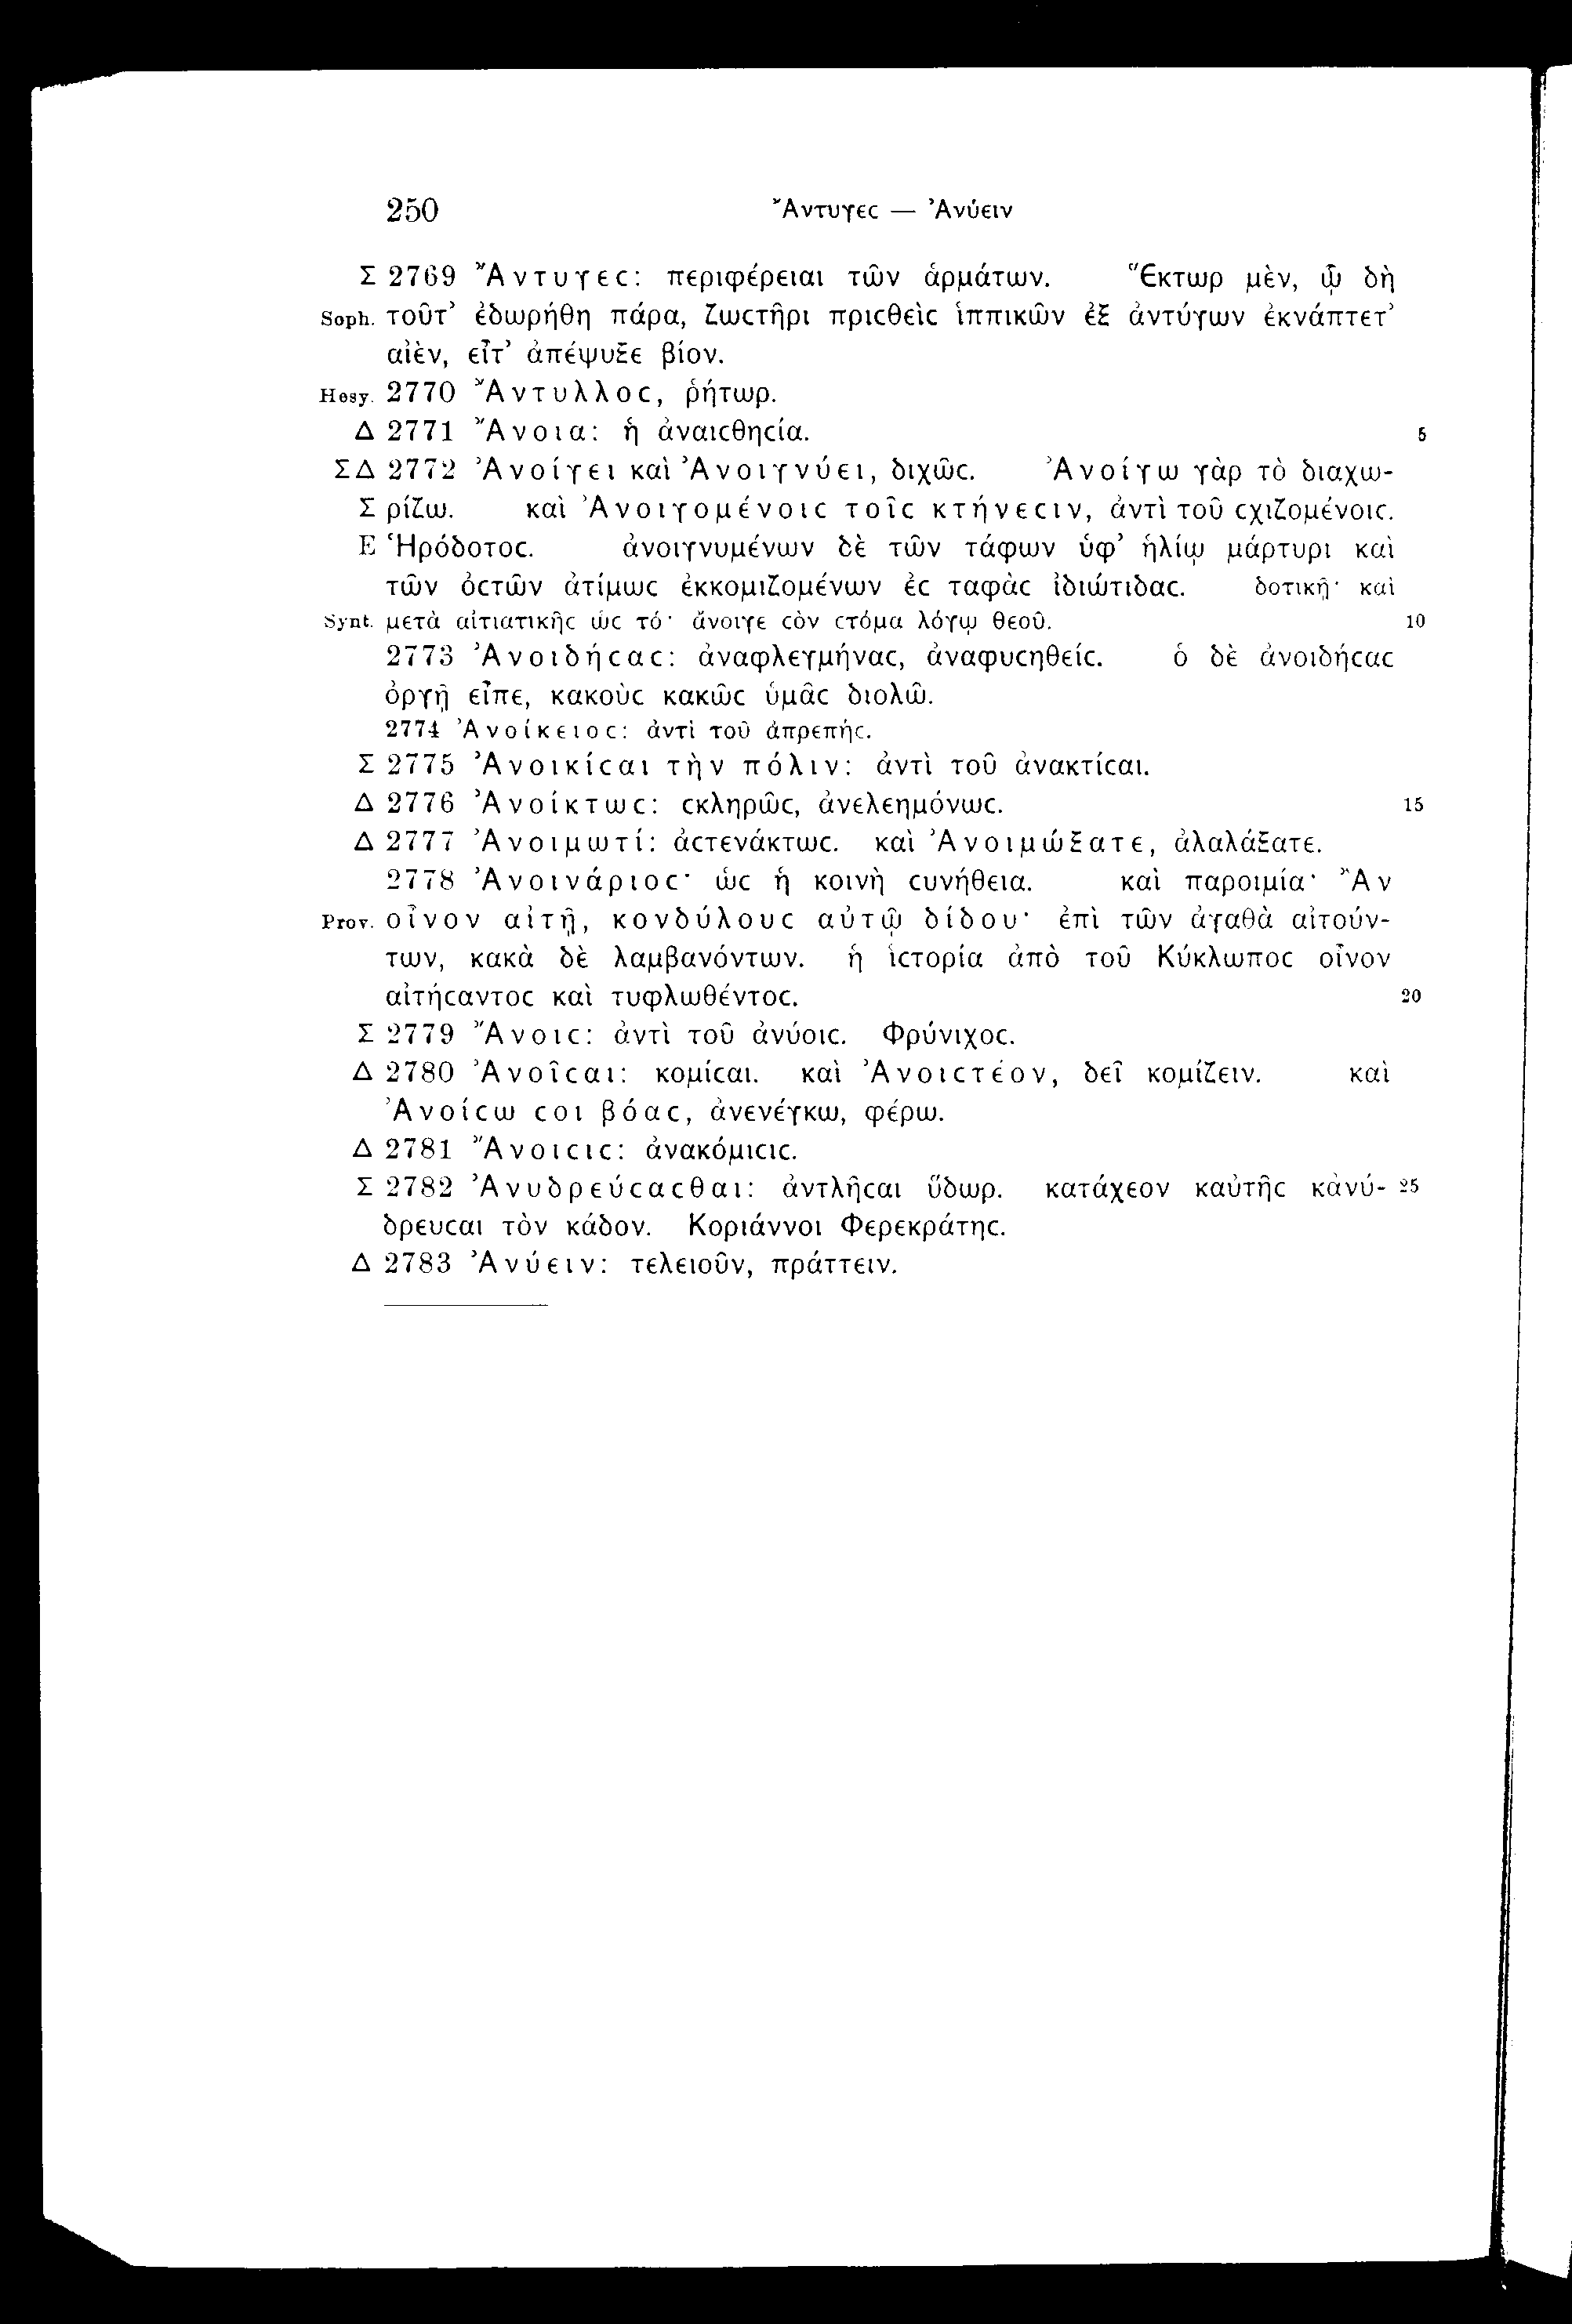 250 Ἄντυγεϲ — Ἀνύειν
Σ 2769 Ἄντυγεϲ: περιφέρειαι τῶν ἁρμάτων. Ἕκτωρ μὲν, ᾧ δὴ
Soph. τοῦτ’ ἐδωρήθη πάρα, ζωϲτῆρι πριϲθεὶϲ ἱππικῶν ἐξ ἀντύγων ἐκνάπτετ’
αἰὲν, εἶτ’ ἀπέψυξε βίον.
Hesy. 2770 Ἄντυλλοϲ, ῥήτωρ.
Δ 2771 Ἄνοια: ἡ ἀναιϲθηϲία. 5
ΣΔ 2772 Ἀνοίγει καὶ Ἀνοιγνύει, διχῶϲ. Ἀνοίγω γὰρ τὸ διαχω-
Σ ρίζω. καὶ Ἀνοιγομένοιϲ τοῖϲ κτήνεϲιν, ἀντὶ τοῦ ϲχιζομένοιϲ.
E Ἡρόδοτοϲ. ἀνοιγνυμένων δὲ τῶν τάφων ὑφ’ ἡλίῳ μάρτυρι καὶ
τῶν ὀϲτῶν ἀτίμωϲ ἐκκομιζομένων ἐϲ ταφὰϲ ἰδιώτιδαϲ. δοτικῇ· καὶ
Synt. μετὰ αἰτιατικῆϲ ὡϲ τό· ἄνοιγε ϲὸν ϲτόμα λόγῳ θεοῦ. 10
2773 Ἀνοιδήϲαϲ: ἀναφλεγμήναϲ, ἀναφυϲηθείϲ. ὁ δὲ ἀνοιδήϲαϲ
ὀργῇ εἶπε, κακοὺϲ κακῶϲ ὑμᾶϲ διολῶ.
2774 Ἀνοίκειοϲ: ἀντὶ τοῦ ἀπρεπήϲ.
Σ 2775 Ἀνοικίϲαι τὴν πόλιν: ἀντὶ τοῦ ἀνακτίϲαι.
Δ 2776 Ἀνοίκτωϲ: ϲκληρῶϲ, ἀνελεημόνωϲ. 15
Δ 2777 Ἀνοιμωτί: ἀϲτενάκτωϲ. καὶ Ἀνοιμώξατε, ἀλαλάξατε.
2778 Ἀνοινάριοϲ· ὡϲ ἡ κοινὴ ϲυνήθεια. καὶ παροιμία· Ἂν
Prov. οἶνον αἰτῇ, κονδύλουϲ αὐτῷ δίδου· ἐπὶ τῶν ἀγαθὰ αἰτούν-
των, κακὰ δὲ λαμβανόντων. ἡ ἱϲτορία ἀπὸ τοῦ Κύκλωποϲ οἶνον
αἰτήϲαντοϲ καὶ τυφλωθέντοϲ. 20
Σ 2779 Ἄνοιϲ: ἀντὶ τοῦ ἀνύοιϲ. Φρύνιχοϲ.
Δ 2780 Ἀνοῖϲαι: κομίϲαι. καὶ Ἀνοιϲτέον, δεῖ κομίζειν. καὶ
Ἀνοίϲω ϲοι βόαϲ, ἀνενέγκω, φέρω.
Δ 2781 Ἄνοιϲιϲ: ἀνακόμιϲιϲ.
Σ 2782 Ἀνυδρεύϲαϲθαι: ἀντλῆϲαι ὕδωρ. κατάχεον καὐτῆϲ κἀνύ- 25
δρευϲαι τὸν κάδον. Κοριάννοι Φερεκράτηϲ.
Δ 2783 Ἀνύειν: τελειοῦν, πράττειν.